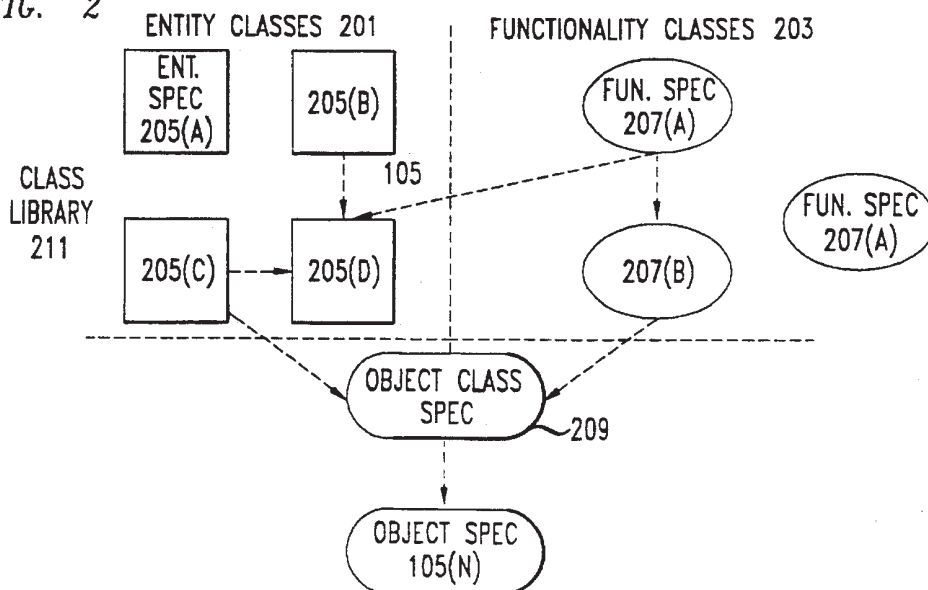 FIG. 2
ENTITY CLASSES 201
FUNCTIONALITY CLASSES 203
ENT.
SPEC
205(A)
205(B)
FUN. SPEC
207(A)
105
CLASS
LIBRARY
211
FUN. SPEC
207(A)
205(C)
205(D)
207(B)
OBJECT CLASS
SPEC
209
OBJECT SPEC
105(N)